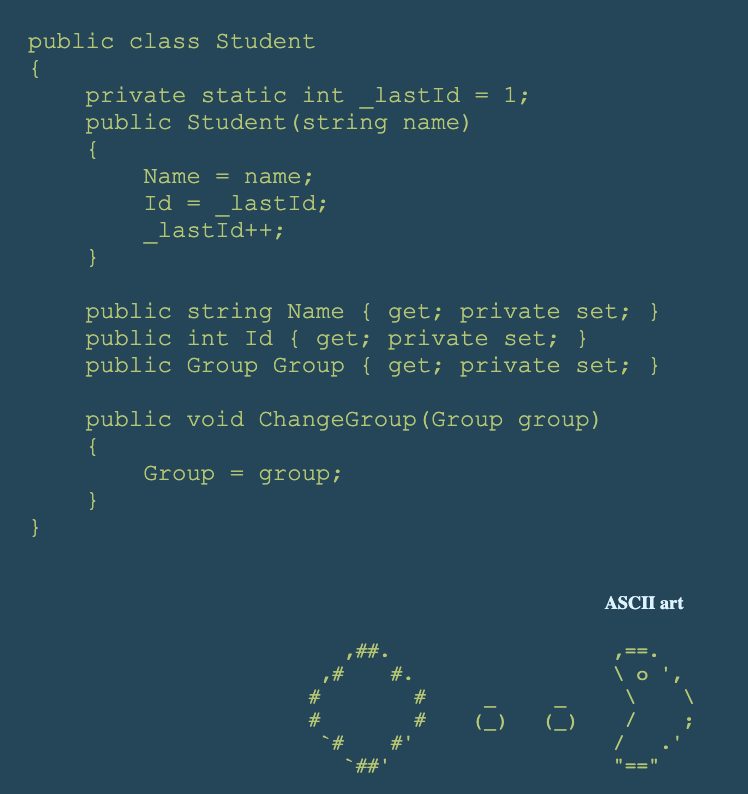 public class Student
{
    private static int _lastId = 1;
    public Student(string name)
    {
        Name = name;
        Id = _lastId;
        _lastId++;
    }

    public string Name { get; private set; }
    public int Id { get; private set; }
    public Group Group { get; private set; }

    public void ChangeGroup(Group group)
    {
        Group = group;
    }
}

ASCII art

   ,##.                   ,==.
 ,#    #.                 \ o ',
#        #     _     _     \    \
#        #    (_)   (_)    /    ;
 `#    #'                 /   .'
   `##'                   "=="